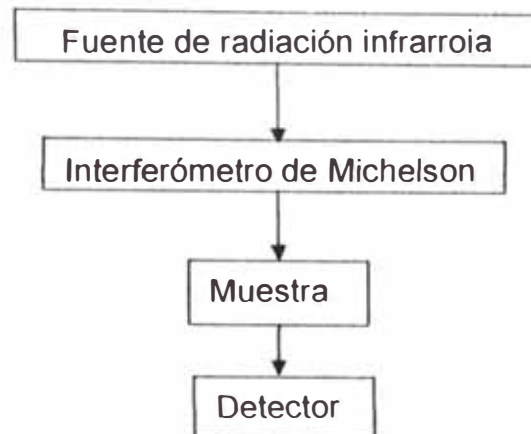 Fuente de radiación infrarroia
Interferómetro de Michelson
Muestra
Detector